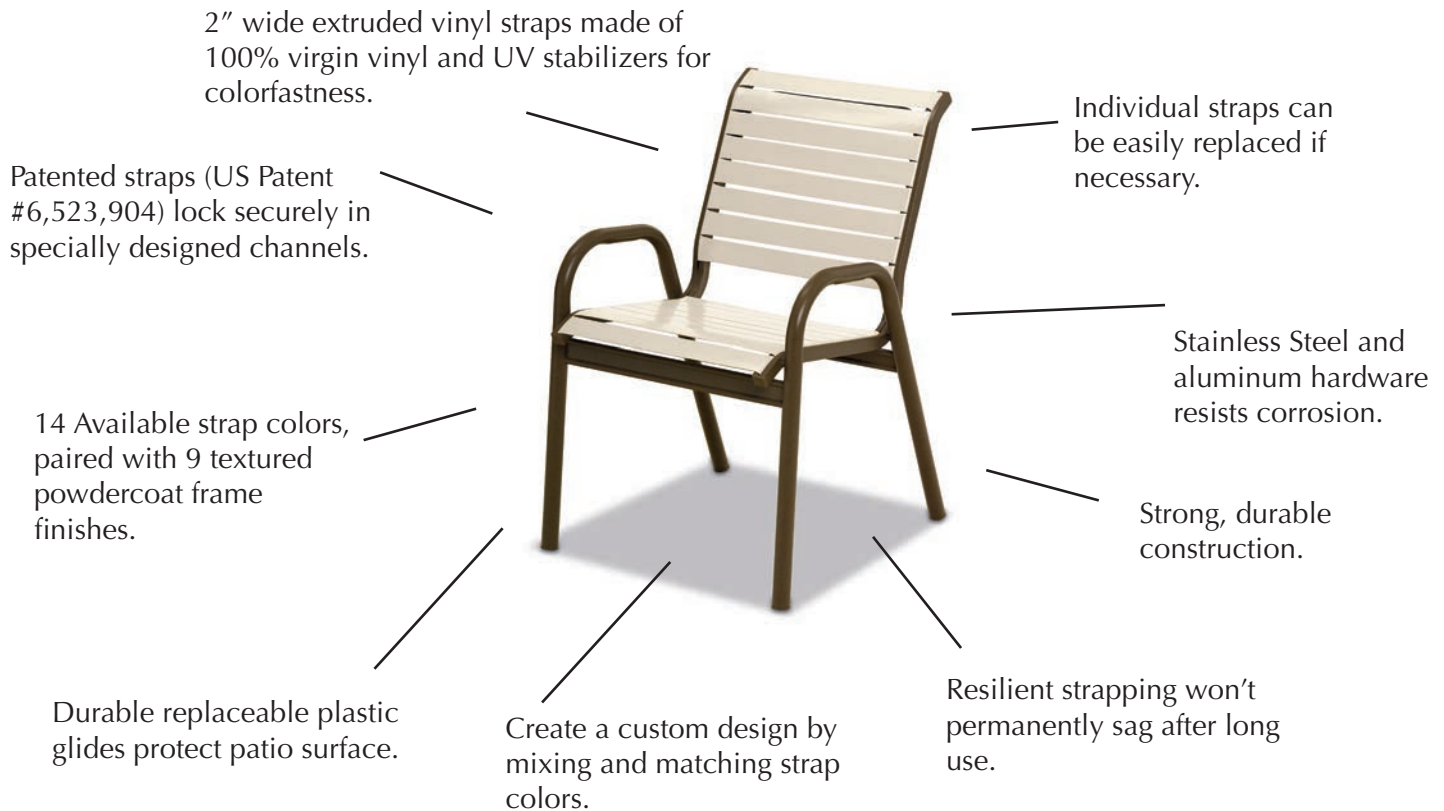 2” wide extruded vinyl straps made of
100% virgin vinyl and UV stabilizers for
colorfastness.
Individual straps can
be easily replaced if
necessary.
Patented straps (US Patent
#6,523,904) lock securely in
specially designed channels.
Stainless Steel and
aluminum hardware
resists corrosion.
14 Available strap colors,
paired with 9 textured
powdercoat frame
finishes.
Strong, durable
construction.
Durable replaceable plastic
glides protect patio surface.
Create a custom design by
mixing and matching strap
colors.
Resilient strapping won’t
permanently sag after long
use.